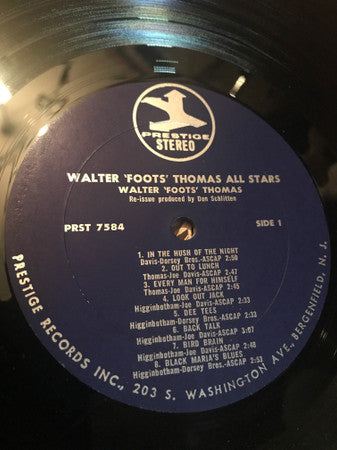 PRESTIGE
STEREO
WALTER 'FOOTS' THOMAS ALL STARS
WALTER 'FOOTS' THOMAS
Re-issue produced by Don Schlitten
PRST 7584
SIDE 1
1. IN THE HUSH OF THE NIGHT
Davis-Dorsey Bros.-ASCAP 2:50
2. OUT TO LUNCH
Thomas-Joe Davis-ASCAP 2:47
3. EVERY MAN FOR HIMSELF
Thomas-Joe Davis-ASCAP 2:45
4. LOOK OUT JACK
Higginbotham-Joe Davis-ASCAP 2:33
5. DEE TEES
Higginbotham-Dorsey Bros.-ASCAP 2:33
6. BACK TALK
Higginbotham-Joe Davis-ASCAP 3:07
7. BIRD BRAIN
Higginbotham-Joe Davis-ASCAP 2:48
8. BLACK MARIA'S BLUES
Higginbotham-Dorsey Bros.-ASCAP 2:53
PRESTIGE RECORDS INC., 203 S. WASHINGTON AVE., BERGENFIELD, N. J.